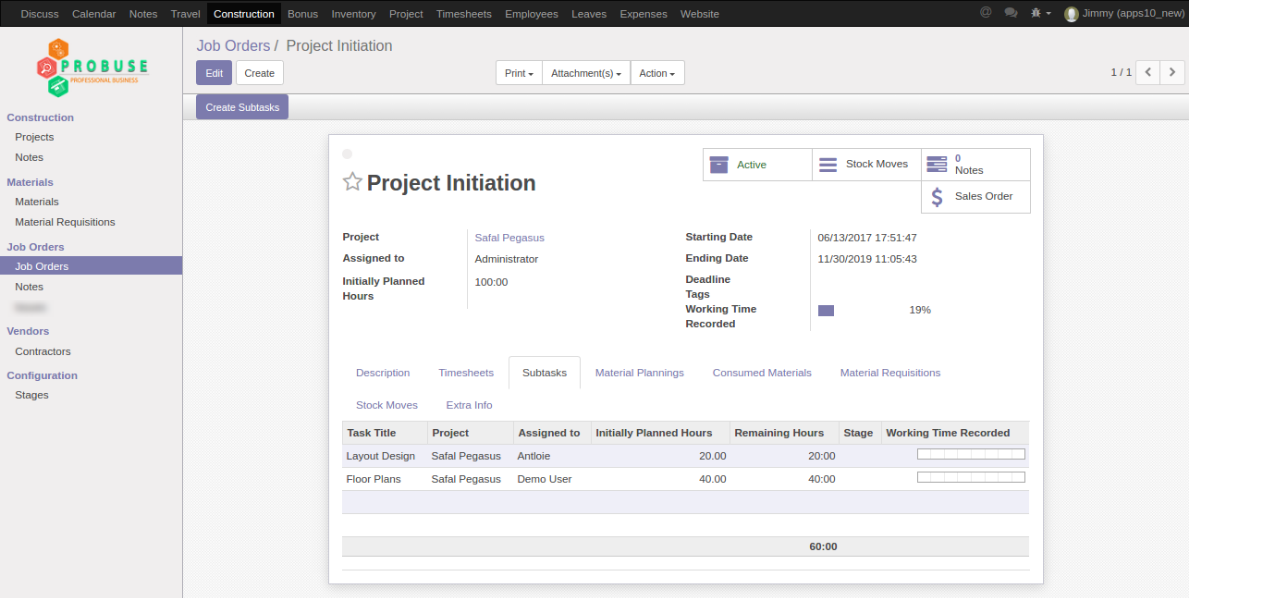 Discuss Calendar Notes Travel Construction Bonus Inventory Project Timesheets Employees Leaves Expenses Website @ Jimmy (apps10_new)
PROBUSE
PROFESSIONAL BUSINESS
Job Orders / Project Initiation
Edit Create Print Attachment(s) Action 1 / 1
Create Subtasks
Construction
Projects
Notes
Materials
Materials
Material Requisitions
Job Orders
Job Orders
Notes
Vendors
Contractors
Configuration
Stages
Active Stock Moves 0 Notes
Sales Order
Project Initiation
Project Safal Pegasus
Assigned to Administrator
Initially Planned Hours 100:00
Starting Date 06/13/2017 17:51:47
Ending Date 11/30/2019 11:05:43
Deadline
Tags
Working Time Recorded 19%
Description Timesheets Subtasks Material Plannings Consumed Materials Material Requisitions
Stock Moves Extra Info
Task Title Project Assigned to Initially Planned Hours Remaining Hours Stage Working Time Recorded
Layout Design Safal Pegasus Antloie 20.00 20:00
Floor Plans Safal Pegasus Demo User 40.00 40:00
60:00